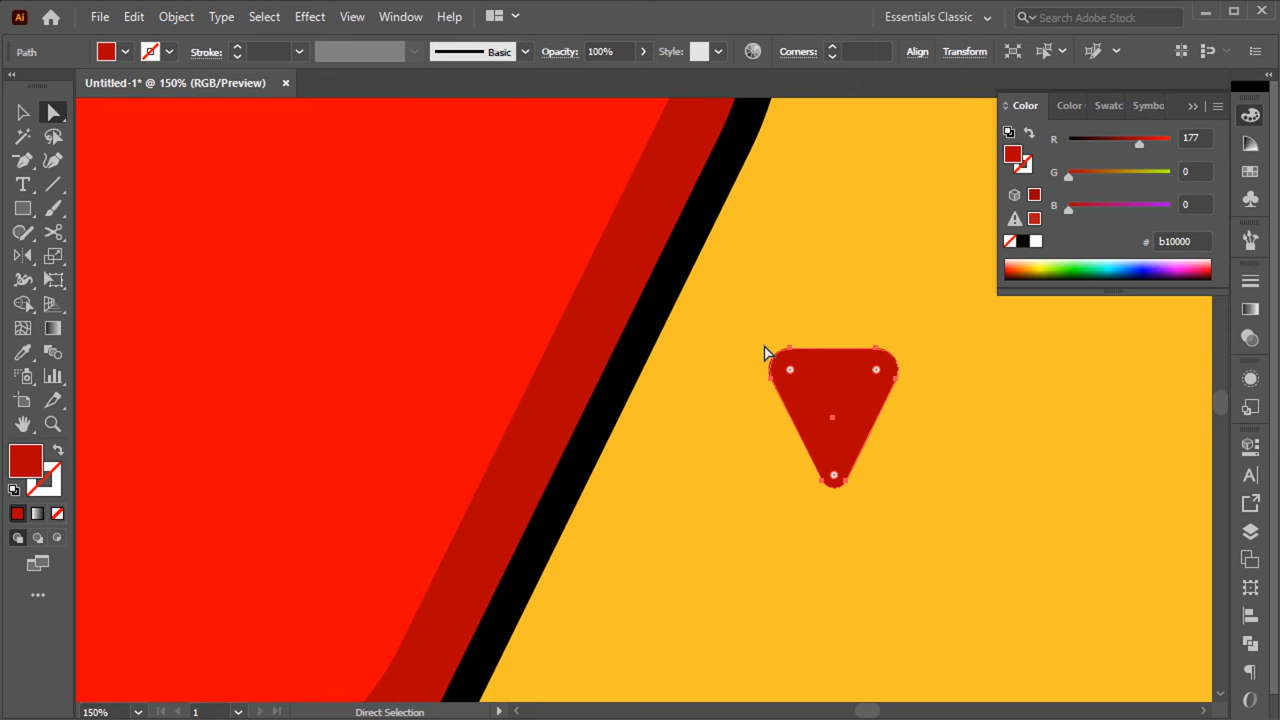 Ai File Edit Object Type Select Effect View Window Help Essentials Classic Search Adobe Stock
Path Stroke: Basic Opacity: 100% Style: Corners: Align Transform
Untitled-1* @ 150% (RGB/Preview) ×
Color Color Swatc Symbo
R 177
G 0
B 0
# b10000
150% 1 Direct Selection